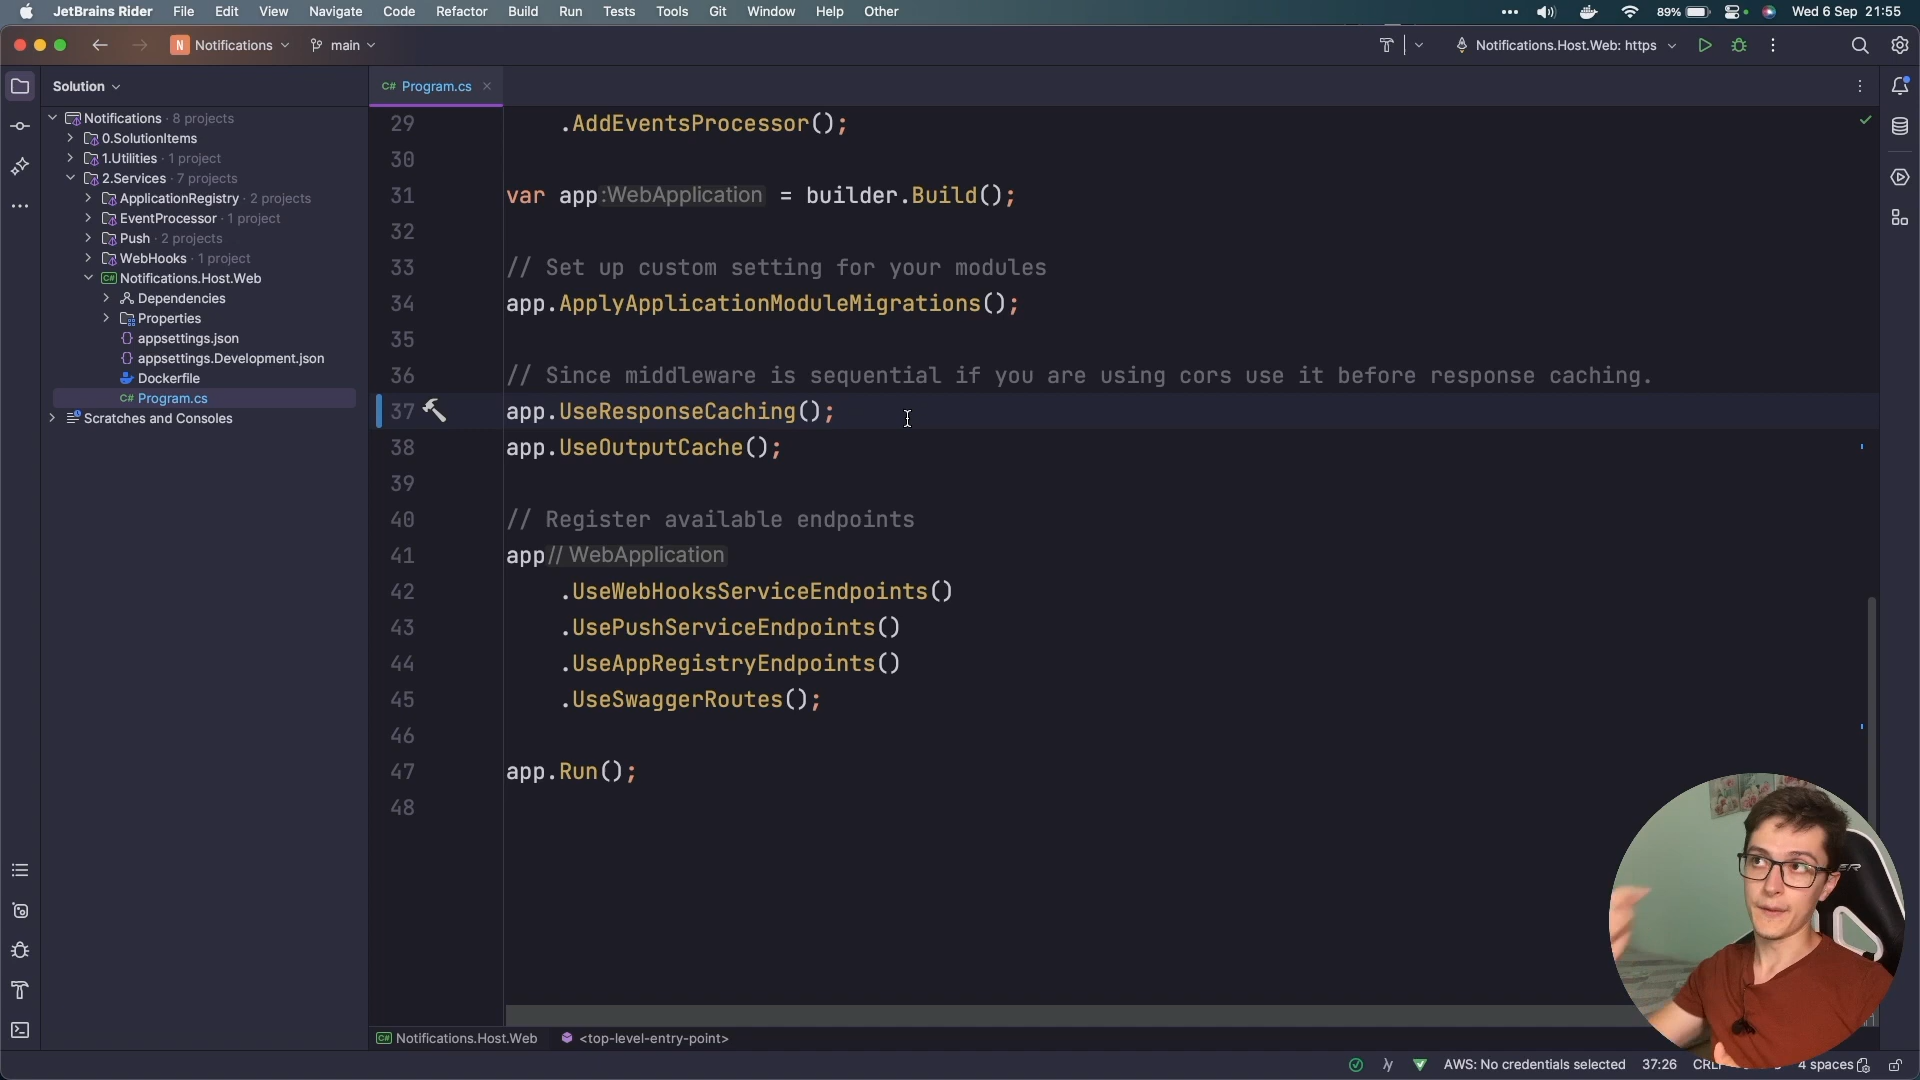 JetBrains Rider File Edit View Navigate Code Refactor Build Run Tests Tools Git Window Help Other
89% Wed 6 Sep 21:55
N Notifications main
Notifications.Host.Web: https
Solution
C# Program.cs
Notifications · 8 projects
0.SolutionItems
1.Utilities · 1 project
2.Services · 7 projects
ApplicationRegistry · 2 projects
EventProcessor · 1 project
Push · 2 projects
WebHooks · 1 project
C# Notifications.Host.Web
Dependencies
Properties
{} appsettings.json
{} appsettings.Development.json
Dockerfile
C# Program.cs
Scratches and Consoles
29 .AddEventsProcessor();
30
31 var app :WebApplication = builder.Build();
32
33 // Set up custom setting for your modules
34 app.ApplyApplicationModuleMigrations();
35
36 // Since middleware is sequential if you are using cors use it before response caching.
37 app.UseResponseCaching();
38 app.UseOutputCache();
39
40 // Register available endpoints
41 app // WebApplication
42 .UseWebHooksServiceEndpoints()
43 .UsePushServiceEndpoints()
44 .UseAppRegistryEndpoints()
45 .UseSwaggerRoutes();
46
47 app.Run();
48
C# Notifications.Host.Web <top-level-entry-point>
AWS: No credentials selected 37:26 4 spaces